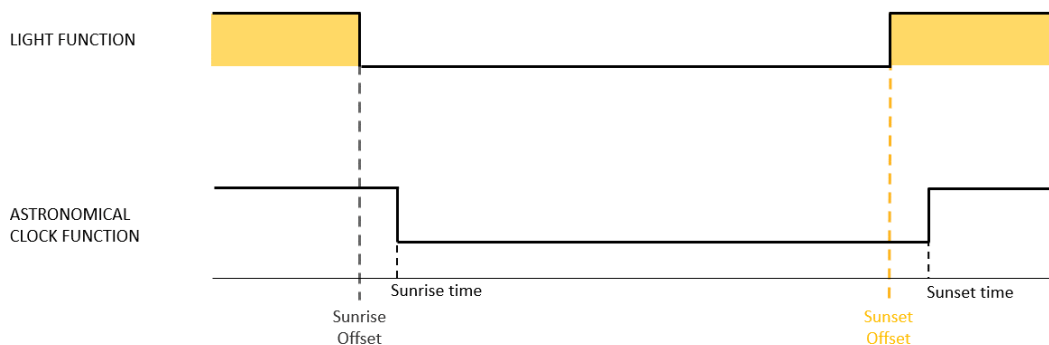 LIGHT FUNCTION
ASTRONOMICAL
CLOCK FUNCTION
Sunrise time
Sunset time
Sunrise
Offset
Sunset
Offset